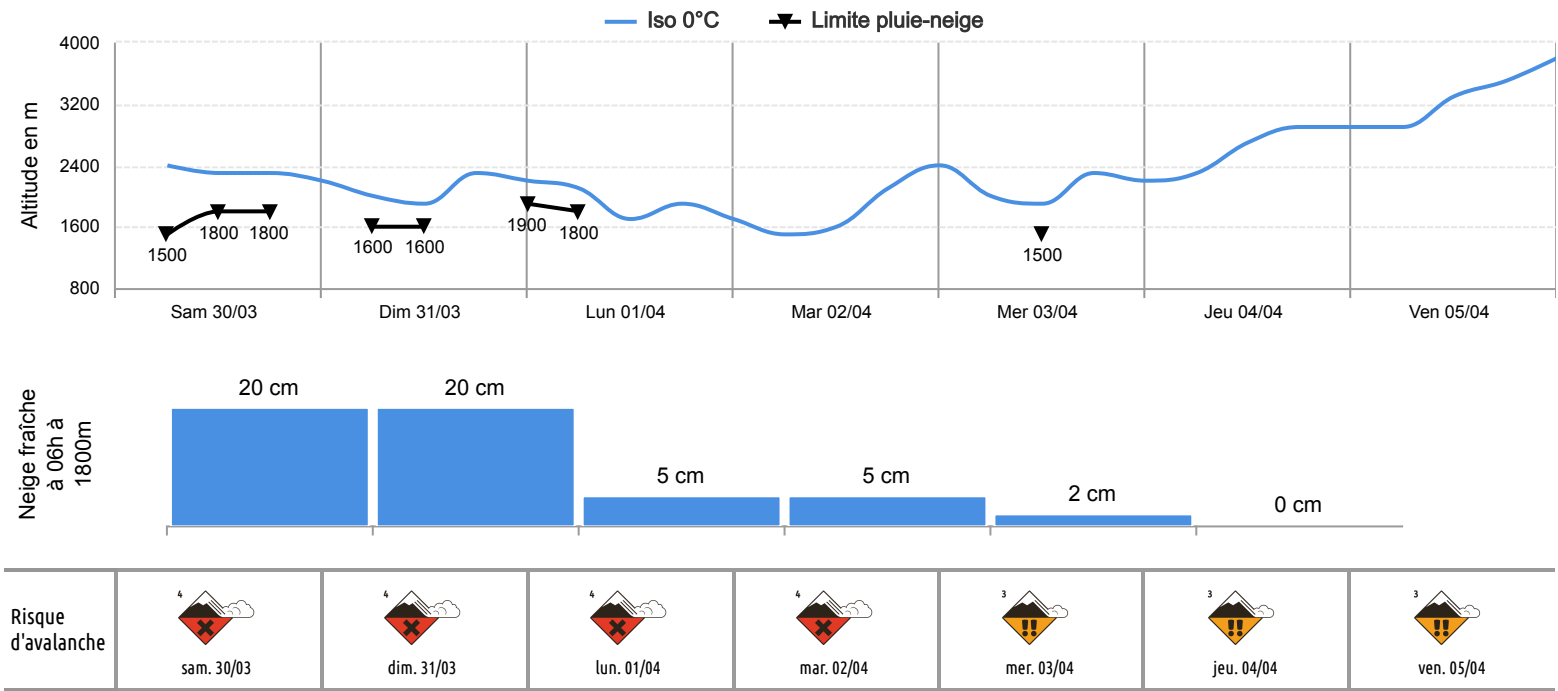 Iso 0°C Limite pluie-neige
Altitude en m
4000
3200
2400
1600
800
1500
1800
1800
1600
1600
1900
1800
1500
Sam 30/03 Dim 31/03 Lun 01/04 Mar 02/04 Mer 03/04 Jeu 04/04 Ven 05/04
Neige fraîche
à 06h à
1800m
20 cm 20 cm 5 cm 5 cm 2 cm 0 cm
Risque
d'avalanche
4 4 4 4 3 3 3
!! !! !!
sam. 30/03 dim. 31/03 lun. 01/04 mar. 02/04 mer. 03/04 jeu. 04/04 ven. 05/04